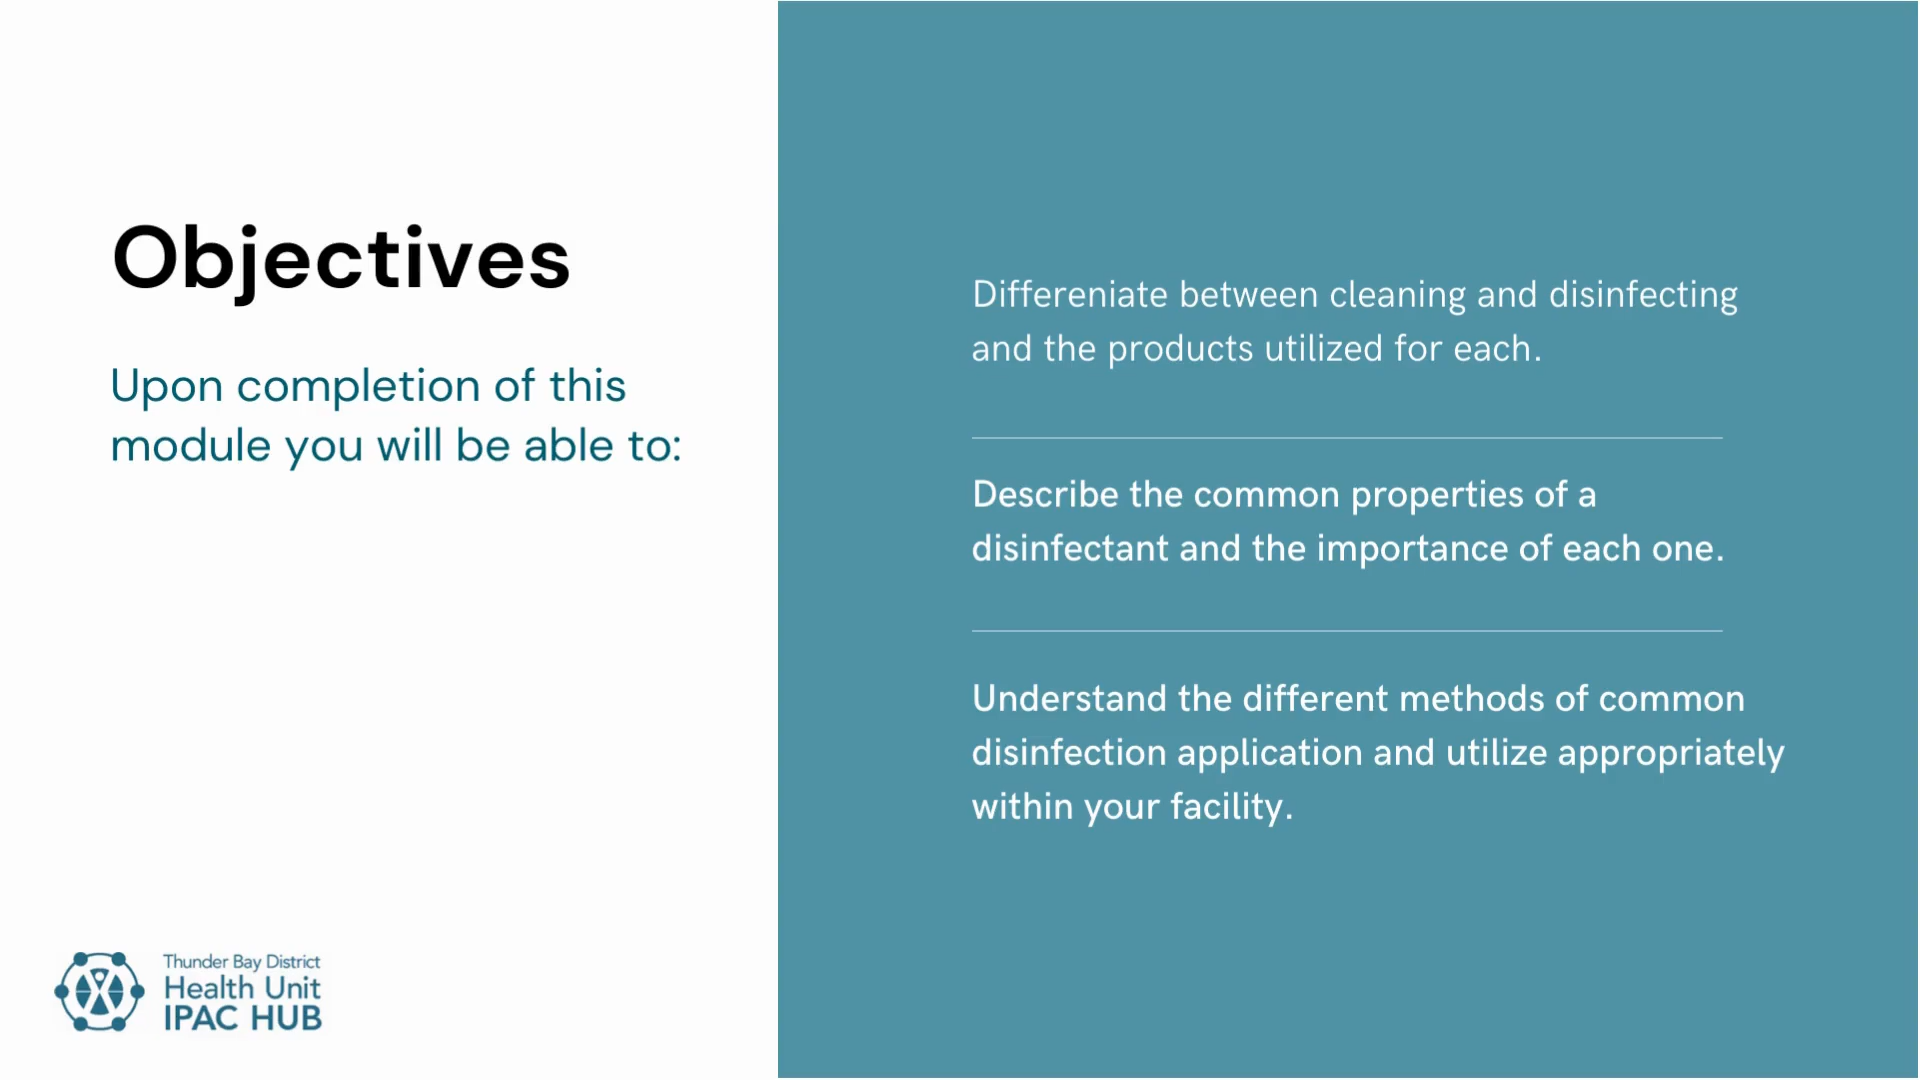 Objectives
Upon completion of this
module you will be able to:
Differeniate between cleaning and disinfecting
and the products utilized for each.
Describe the common properties of a
disinfectant and the importance of each one.
Understand the different methods of common
disinfection application and utilize appropriately
within your facility.
Thunder Bay District
Health Unit
IPAC HUB